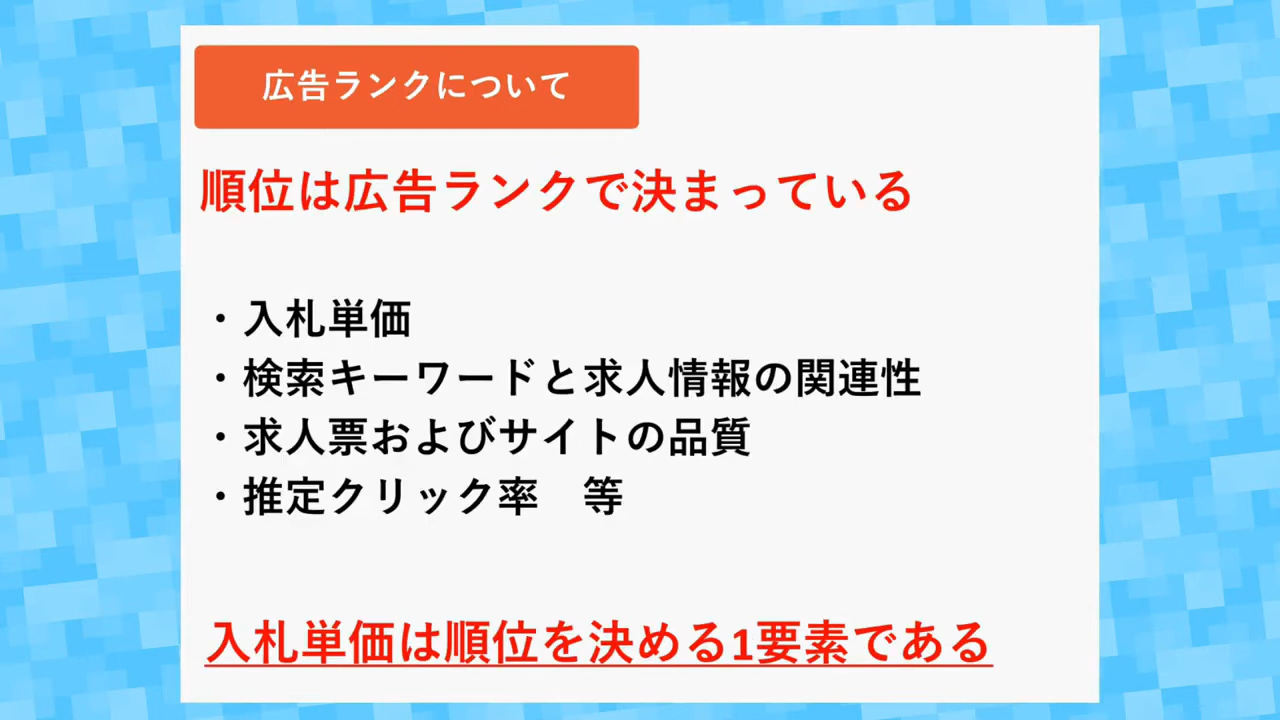 広告ランクについて
順位は広告ランクで決まっている
・入札単価
・検索キーワードと求人情報の関連性
・求人票およびサイトの品質
・推定クリック率　等
入札単価は順位を決める1要素である